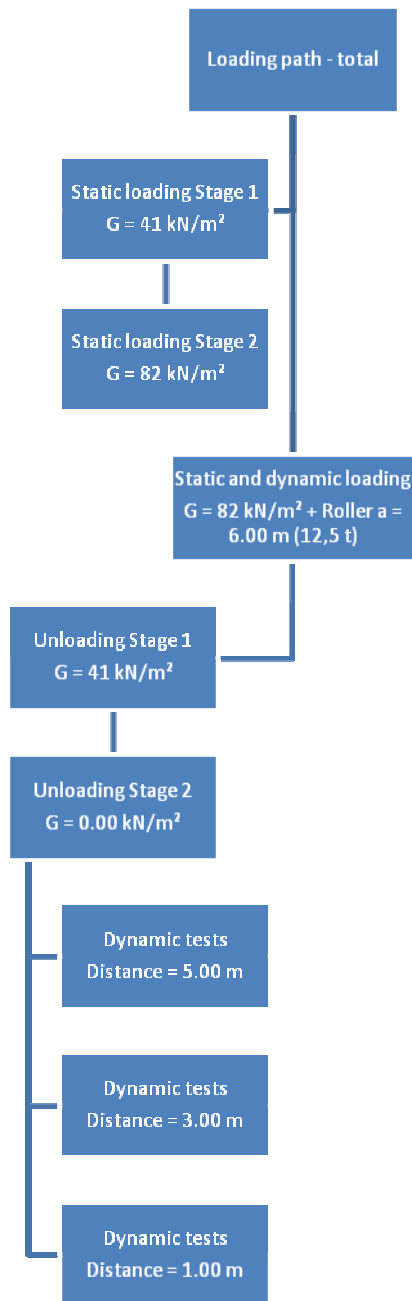 Loading path - total
Static loading Stage 1
G = 41 kN/m²
Static loading Stage 2
G = 82 kN/m²
Static and dynamic loading
G = 82 kN/m² + Roller a =
6.00 m (12,5 t)
Unloading Stage 1
G = 41 kN/m²
Unloading Stage 2
G = 0.00 kN/m²
Dynamic tests
Distance = 5.00 m
Dynamic tests
Distance = 3.00 m
Dynamic tests
Distance = 1.00 m